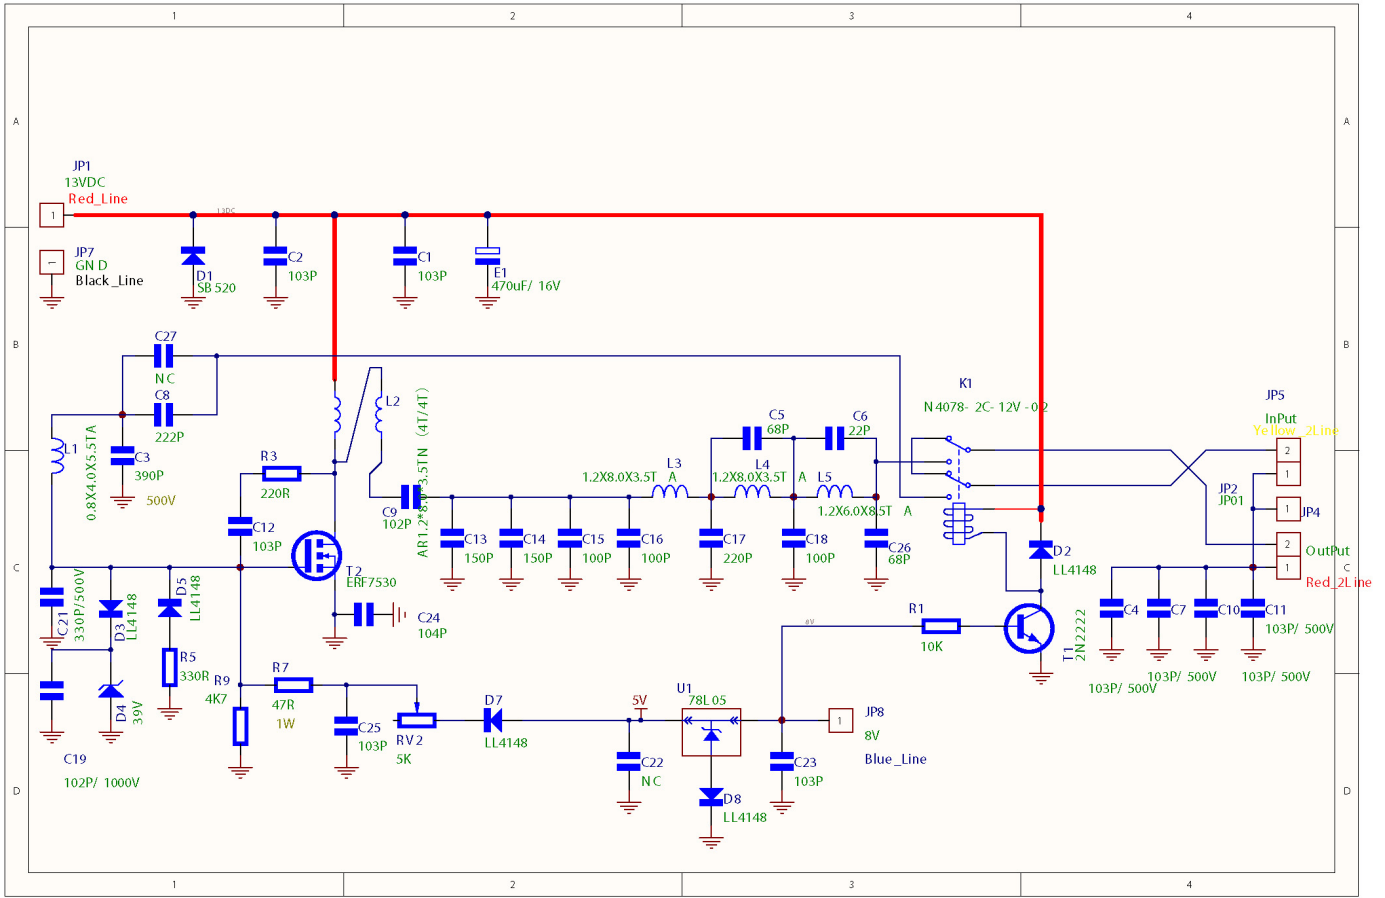 1 2 3 4
A A
JP1
13VDC
Red_Line
1
13DC
JP7
GND
Black_Line
1
D1
SB520
C2
103P
C1
103P
E1
470uF/ 16V
B B
C27
NC
C8
222P
L1
0.8X4.0X5.5TA
C3
390P
500V
R3
220R
C12
103P
L2
AR1.2*8.0*3.5TN (4T/4T)
C9
102P
T2
ERF7530
C24
104P
C13
150P
C14
150P
C15
100P
C16
100P
L3
1.2X8.0X3.5T A
C5
68P
L4
1.2X8.0X3.5T A
C6
22P
L5
1.2X6.0X8.5T A
C17
220P
C18
100P
C26
68P
K1
N4078- 2C- 12V -0.2
JP5
InPut
Yellow_2Line
2
1
JP2
JP01
1
JP4
2
OutPut
1
Red_2Line
C C
D2
LL4148
T1
2N2222
R1
10K
8V
C4
103P/ 500V
C7
103P/ 500V
C10
103P/ 500V
C11
103P/ 500V
C21
330P/500V
D3
LL4148
D5
LL4148
R5
330R
D4
39V
C19
102P/ 1000V
R9
4K7
R7
47R
1W
C25
103P
RV2
5K
D7
LL4148
5V
C22
NC
U1
78L05
D8
LL4148
C23
103P
1
JP8
8V
Blue_Line
D D
1 2 3 4